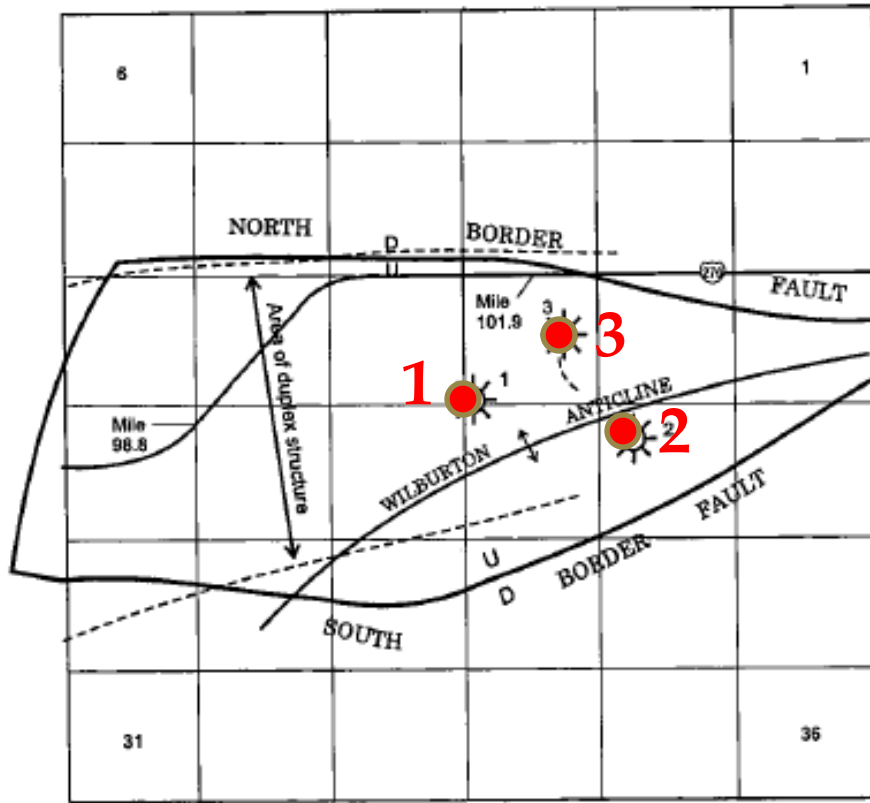 6
1
NORTH
D
BORDER
U
270
FAULT
Mile
101.9
3
3
Area of duplex structure
1
1
ANTICLINE
Mile
98.8
2
2
WILBURTON
FAULT
U
BORDER
D
SOUTH
31
36